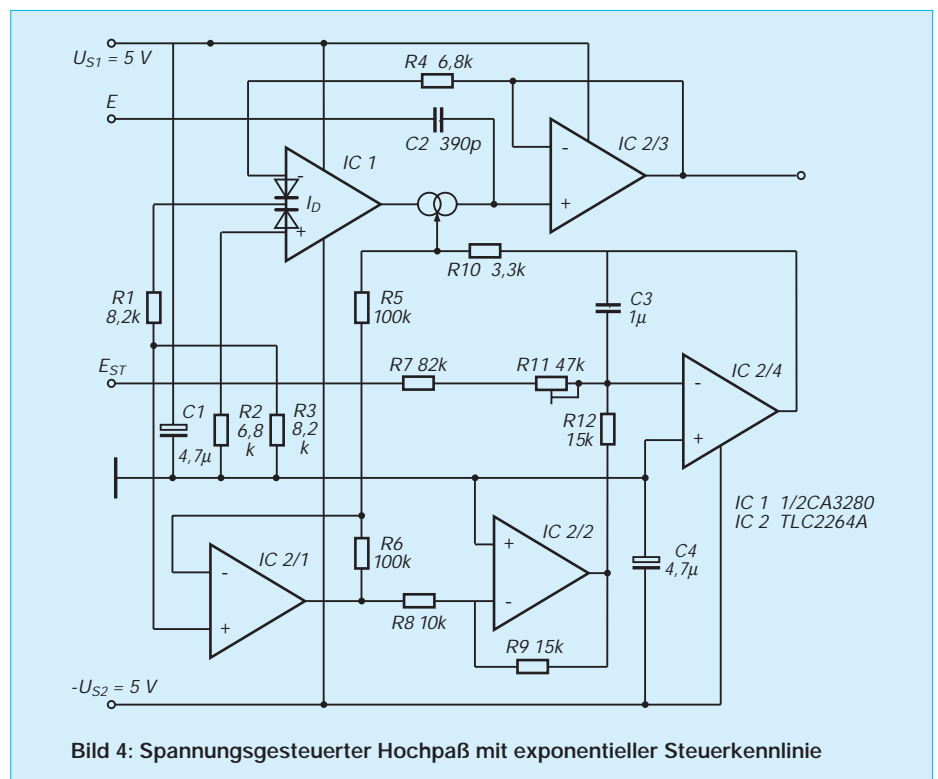 U_S1 = 5 V
R4 6,8k
E
C2 390p
IC 1
IC 2/3
-
+
-
I_D
+
R10 3,3k
R1
8,2k
R5
100k
C3
1µ
E_ST
R7 82k
R11 47k
IC 2/4
-
+
C1
4,7µ
R2
6,8
k
R3
8,2
k
R12
15k
IC 1 1/2CA3280
IC 2 TLC2264A
IC 2/1
-
+
R6
100k
IC 2/2
+
-
C4
4,7µ
R8 10k
R9 15k
-U_S2 = 5 V
Bild 4: Spannungsgesteuerter Hochpaß mit exponentieller Steuerkennlinie